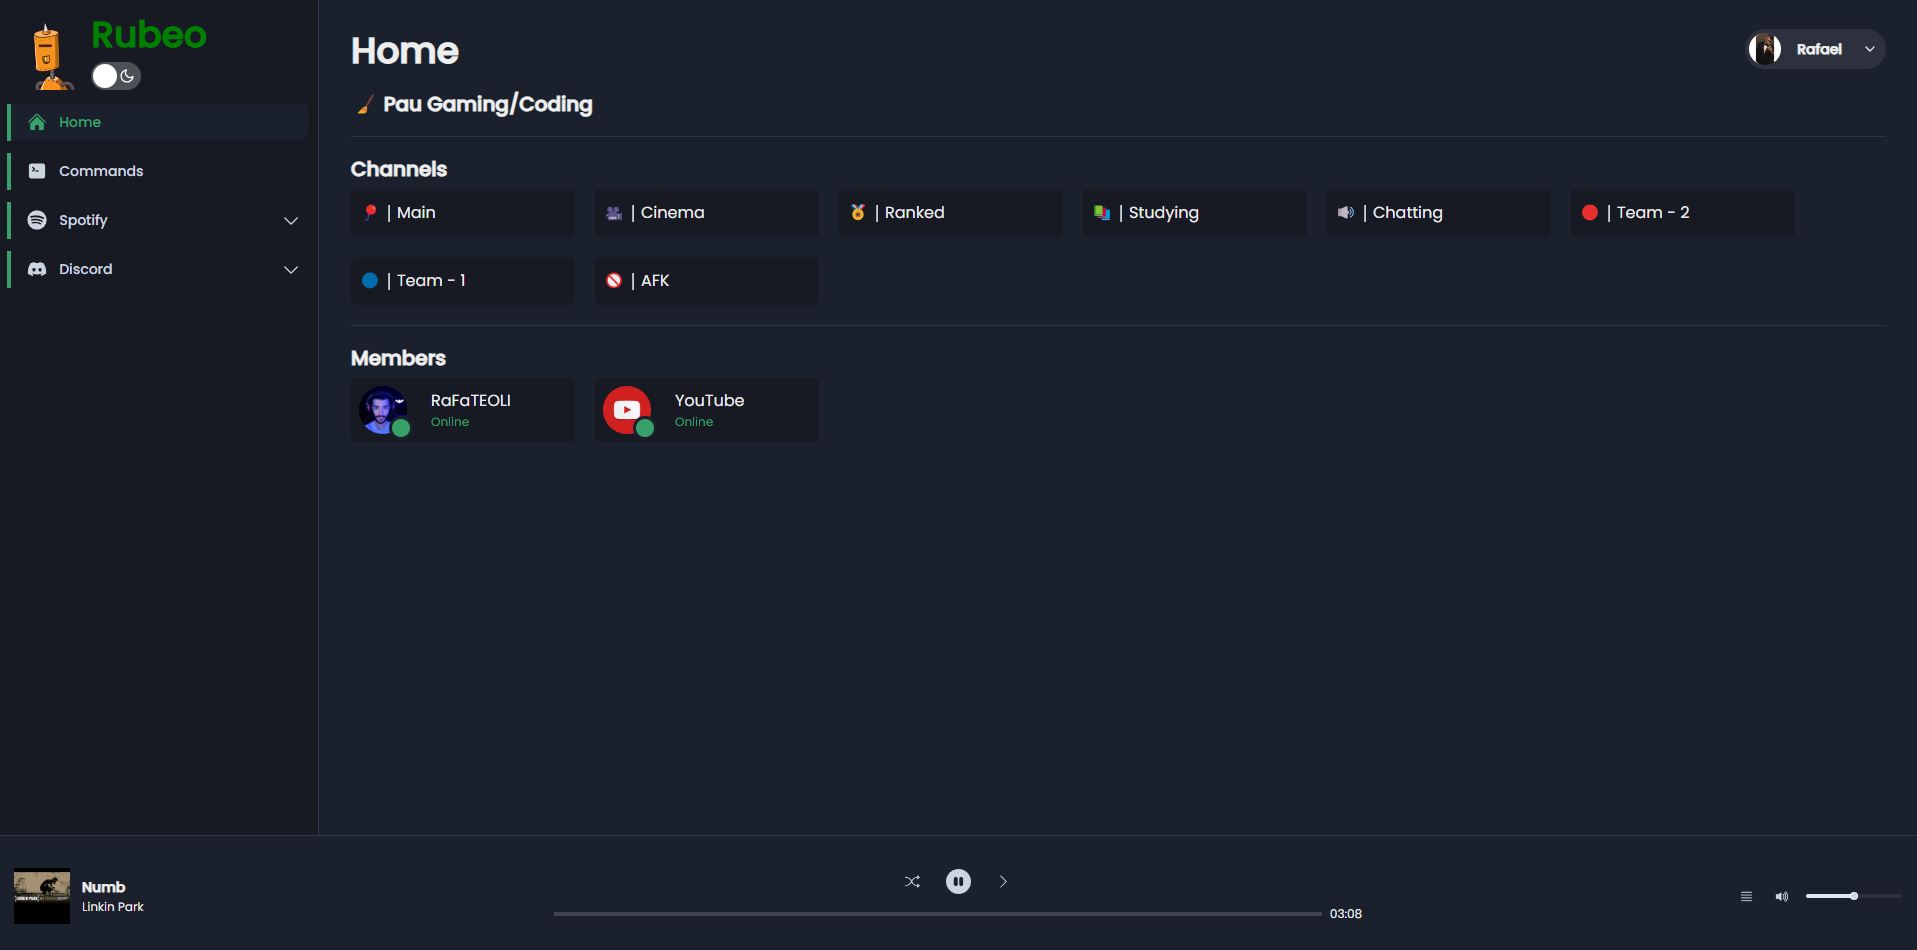 Rubeo
Home
Commands
Spotify
Discord
Home
Rafael
Pau Gaming/Coding
Channels
| Main
| Cinema
| Ranked
| Studying
| Chatting
| Team - 2
| Team - 1
| AFK
Members
RaFaTEOLI
Online
YouTube
Online
Numb
Linkin Park
03:08